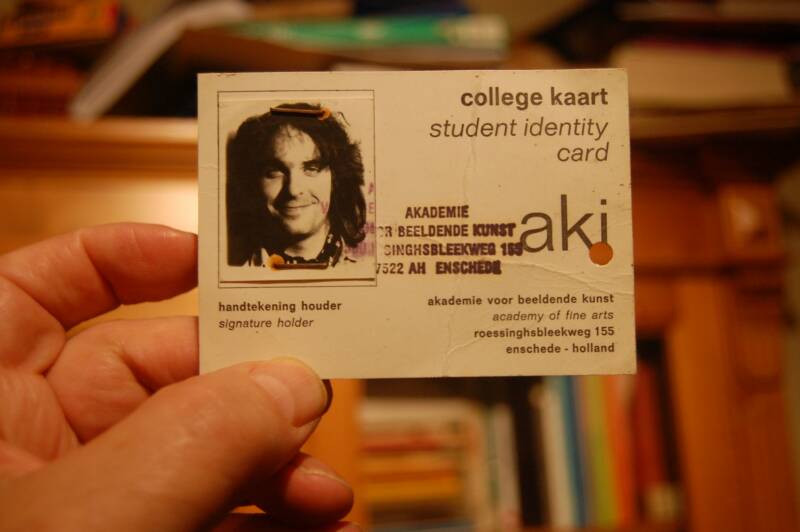 college kaart
student identity
card
AKADEMIE
BEELDENDE KUNST
SINGHSBLEEKWEG 155
7522 AH ENSCHEDE
aki
handtekening houder
signature holder
akademie voor beeldende kunst
academy of fine arts
roessinghsbleekweg 155
enschede - holland